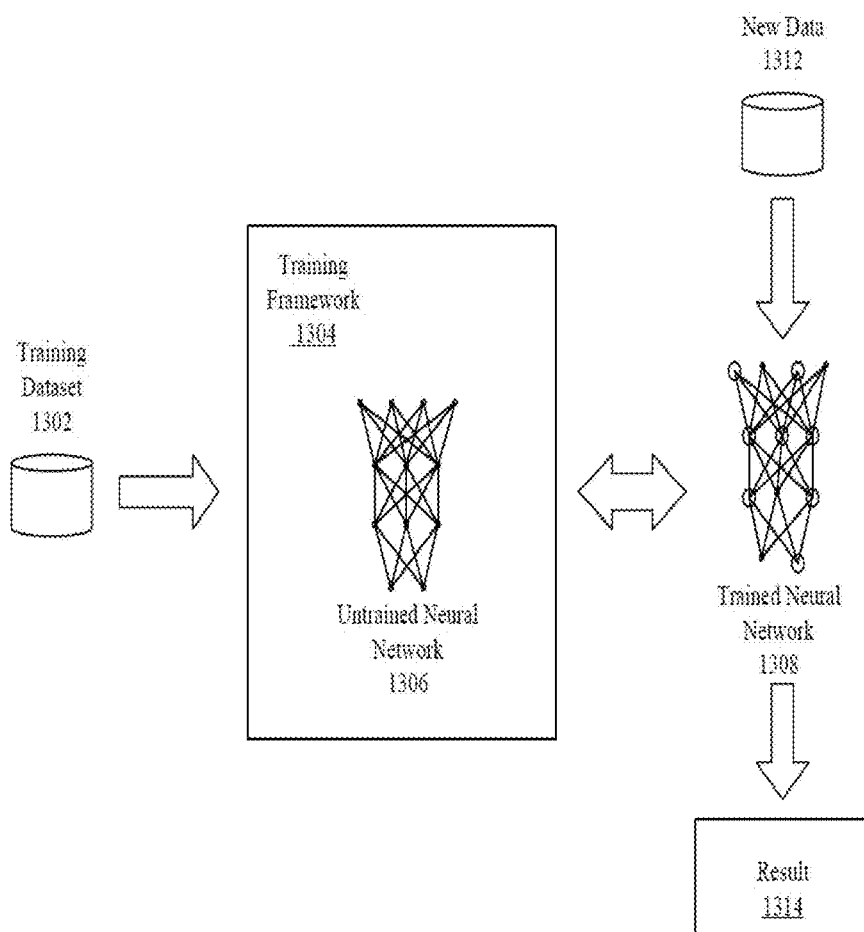 New Data
1312
Training
Framework
1304
Training
Dataset
1302
Untrained Neural
Network
1306
Trained Neural
Network
1308
Result
1314